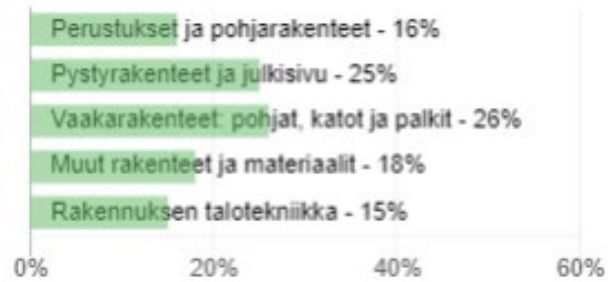 Perustukset ja pohjarakenteet - 16%
Pystyrakenteet ja julkisivu - 25%
Vaakarakenteet: pohjat, katot ja palkit - 26%
Muut rakenteet ja materiaalit - 18%
Rakennuksen talotekniikka - 15%
0% 20% 40% 60%